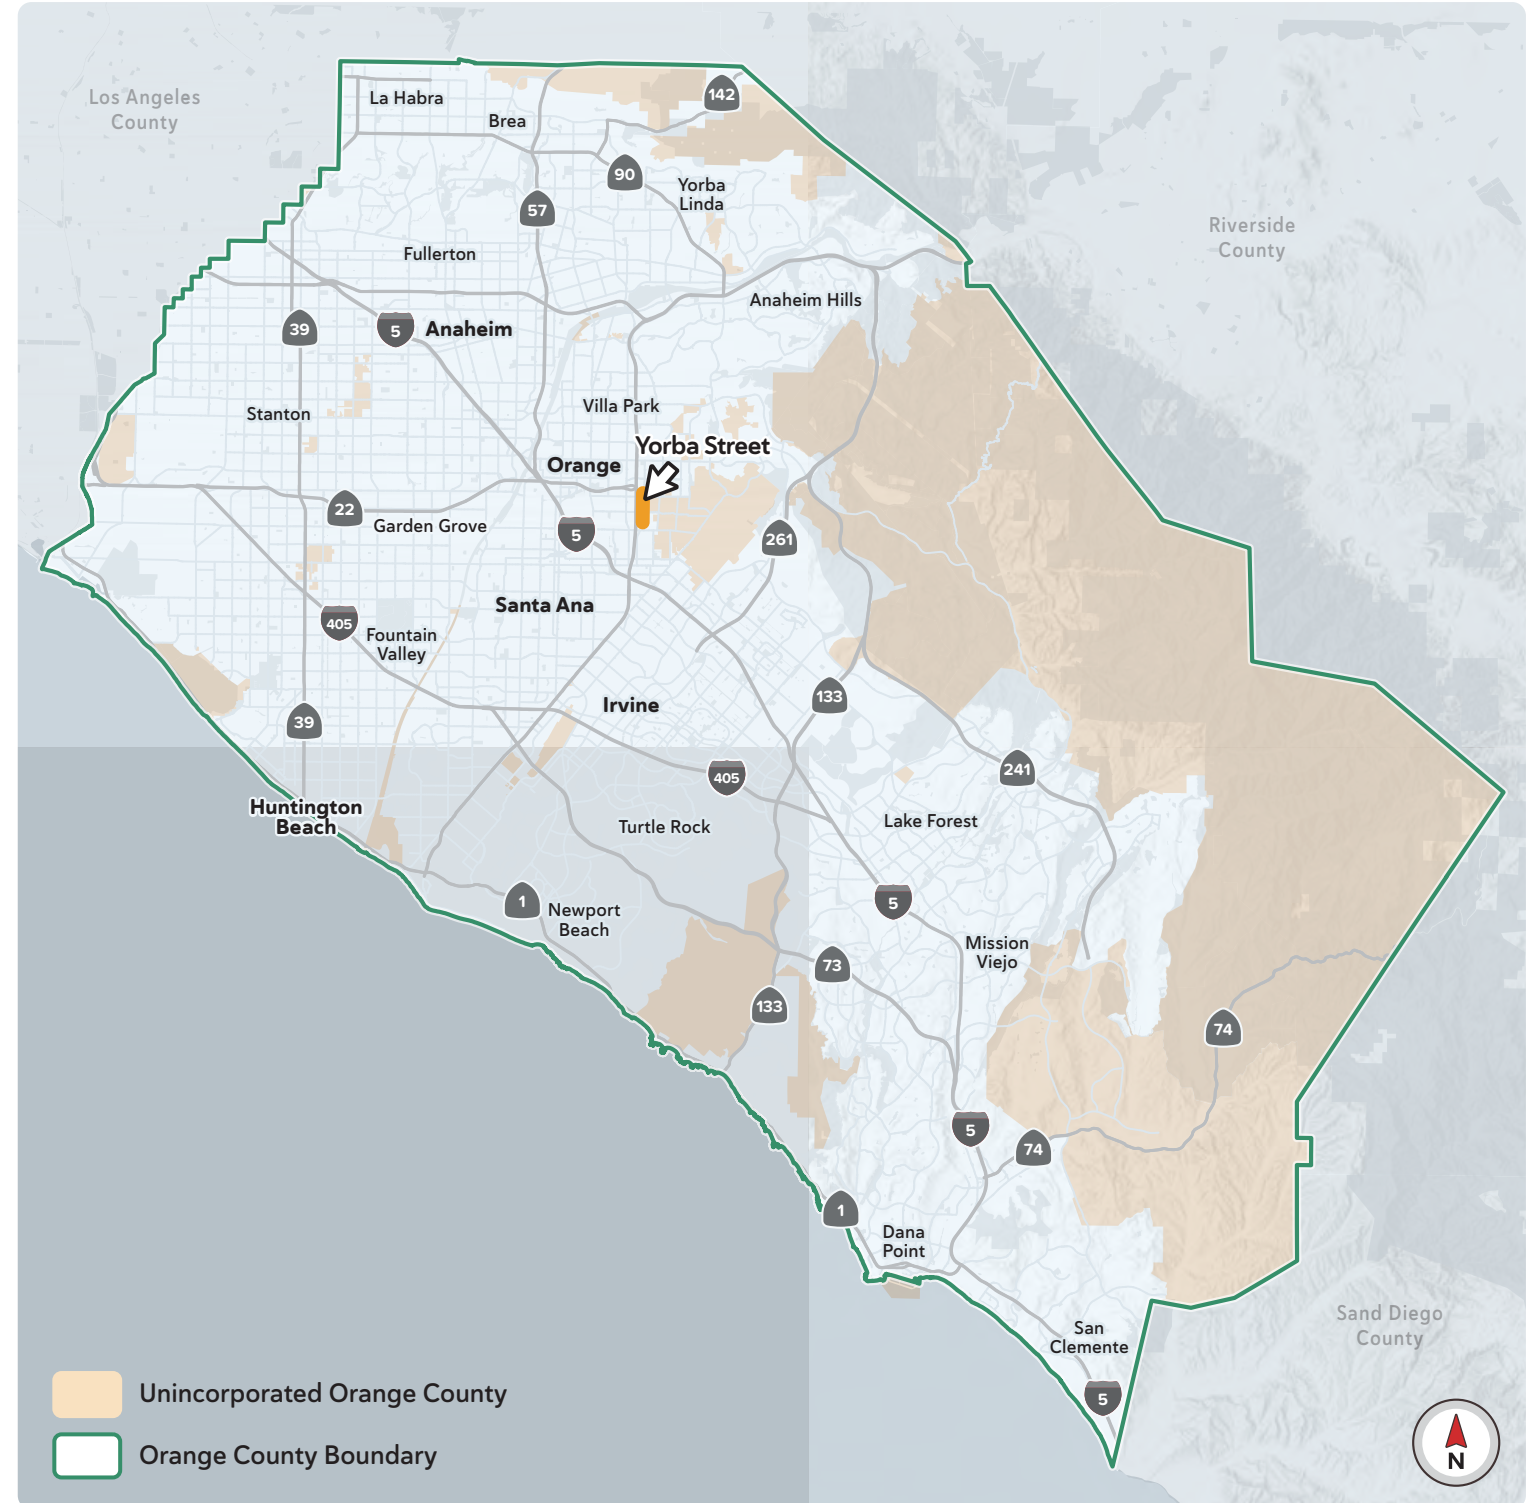 Los Angeles
County
La Habra
Brea
142
90
Yorba
Linda
57
Riverside
County
Fullerton
Anaheim Hills
39
5
Anaheim
Stanton
Villa Park
Yorba Street
Orange
22
Garden Grove
5
261
Santa Ana
405
Fountain
Valley
133
Irvine
39
241
405
Huntington
Beach
Turtle Rock
Lake Forest
1
Newport
Beach
5
Mission
Viejo
73
133
74
5
74
1
Dana
Point
Sand Diego
County
San
Clemente
5
Unincorporated Orange County
Orange County Boundary
N